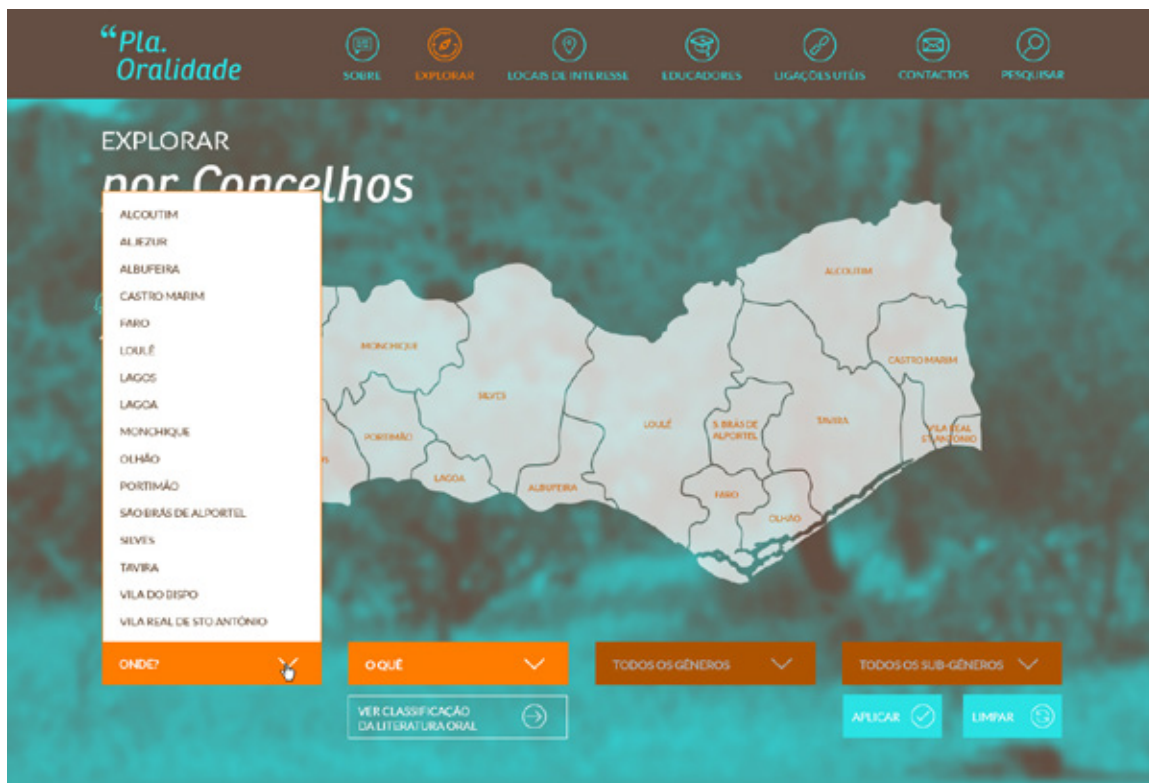 “Pla.
Oralidade
SOBRE
EXPLORAR
LOCAIS DE INTERESSE
EDUCADORES
LIGAÇÕES UTÉIS
CONTACTOS
PESQUISAR
EXPLORAR
por Concelhos
ALCOUTIM
ALJEZUR
ALBUFEIRA
CASTRO MARIM
FARO
LOULÉ
LAGOS
LAGOA
MONCHIQUE
OLHÃO
PORTIMÃO
SÃO BRÁS DE ALPORTEL
SILVES
TAVIRA
VILA DO BISPO
VILA REAL DE STO ANTÓNIO
ALCOUTIM
MONCHIQUE
CASTRO MARIM
SILVES
LOULÉ
S. BRÁS DE
ALPORTEL
TAVIRA
VILA REAL
ST. ANTÓNIO
PORTIMÃO
LAGOA
ALBUFEIRA
FARO
OLHÃO
ONDE?
O QUÊ
TODOS OS GÉNEROS
TODOS OS SUB-GÉNEROS
VER CLASSIFICAÇÃO
DA LITERATURA ORAL
APLICAR
LIMPAR